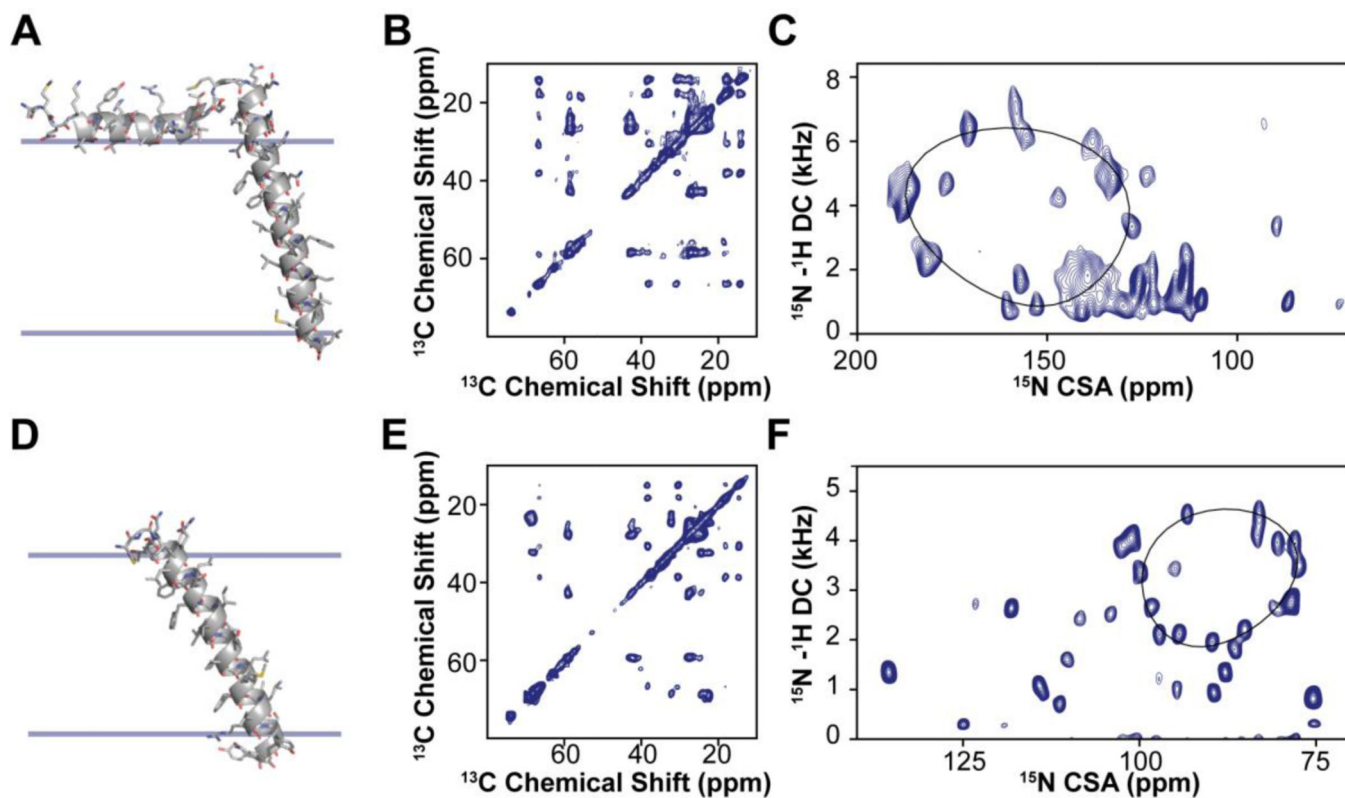 A
B
13C Chemical Shift (ppm)
20
40
60
60 40 20
13C Chemical Shift (ppm)
C
15N -1H DC (kHz)
8
6
4
2
0
200 150 100
15N CSA (ppm)
D
E
13C Chemical Shift (ppm)
20
40
60
60 40 20
13C Chemical Shift (ppm)
F
15N -1H DC (kHz)
5
4
3
2
1
0
125 100 75
15N CSA (ppm)